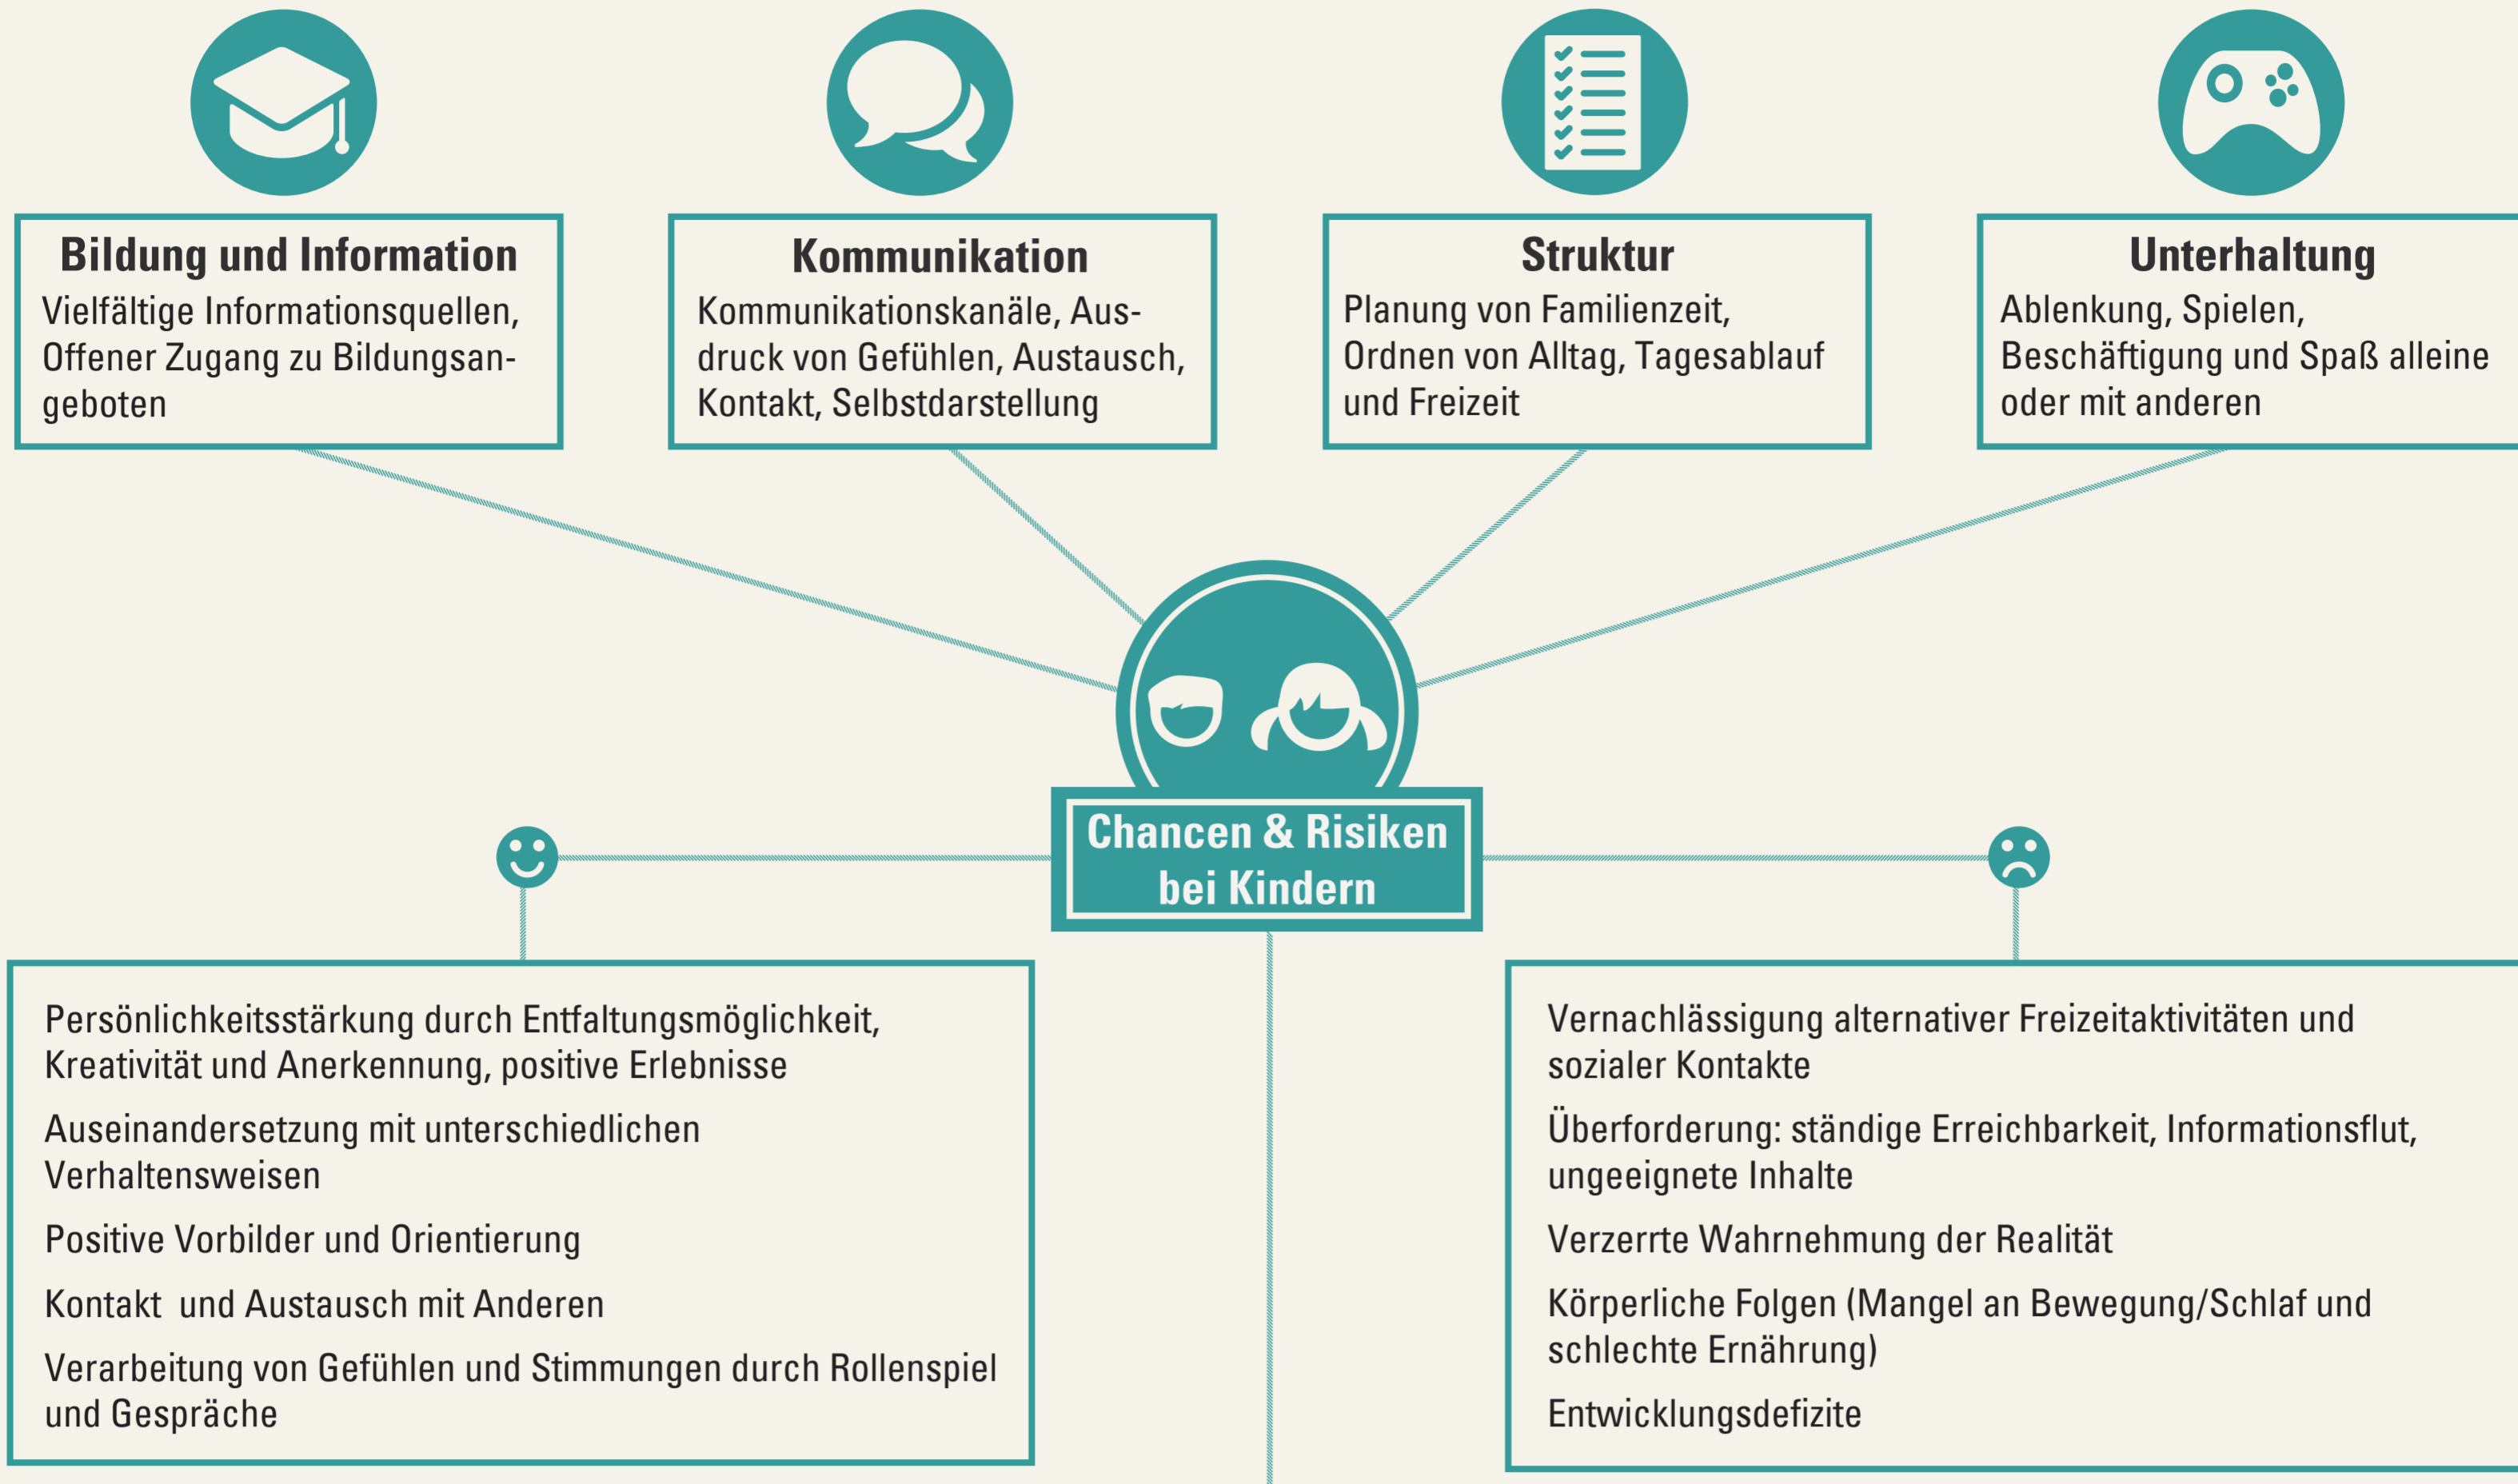 Bildung und Information
Vielfältige Informationsquellen,
Offener Zugang zu Bildungsan-
geboten
Kommunikation
Kommunikationskanäle, Aus-
druck von Gefühlen, Austausch,
Kontakt, Selbstdarstellung
Struktur
Planung von Familienzeit,
Ordnen von Alltag, Tagesablauf
und Freizeit
Unterhaltung
Ablenkung, Spielen,
Beschäftigung und Spaß alleine
oder mit anderen
Chancen & Risiken
bei Kindern
Persönlichkeitsstärkung durch Entfaltungsmöglichkeit,
Kreativität und Anerkennung, positive Erlebnisse
Auseinandersetzung mit unterschiedlichen
Verhaltensweisen
Positive Vorbilder und Orientierung
Kontakt  und Austausch mit Anderen
Verarbeitung von Gefühlen und Stimmungen durch Rollenspiel
und Gespräche
Vernachlässigung alternativer Freizeitaktivitäten und
sozialer Kontakte
Überforderung: ständige Erreichbarkeit, Informationsflut,
ungeeignete Inhalte
Verzerrte Wahrnehmung der Realität
Körperliche Folgen (Mangel an Bewegung/Schlaf und
schlechte Ernährung)
Entwicklungsdefizite